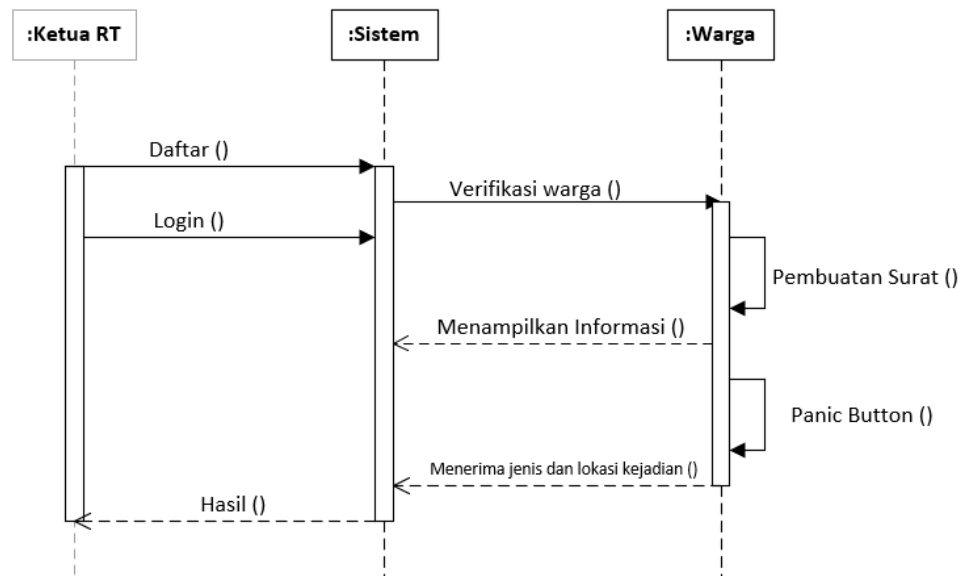 :Ketua RT
:Sistem
:Warga
Daftar ()
Verifikasi warga ()
Login ()
Pembuatan Surat ()
Menampilkan Informasi ()
Panic Button ()
Menerima jenis dan lokasi kejadian ()
Hasil ()